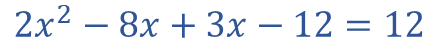 2x² − 8x + 3x − 12 = 12